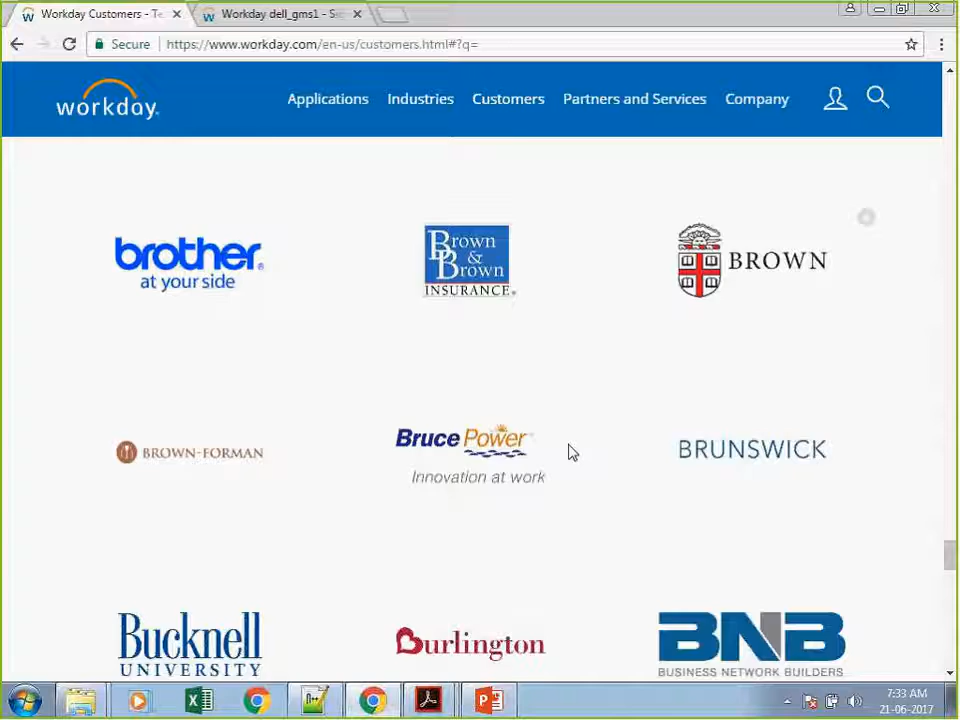 Workday Customers - Te
Workday dell_gms1 - S
Secure
https://www.workday.com/en-us/customers.html#?q=
workday.
Applications
Industries
Customers
Partners and Services
Company
brother
at your side
Brown
&
Brown
INSURANCE
BROWN
BROWN-FORMAN
Bruce Power
Innovation at work
BRUNSWICK
Bucknell
UNIVERSITY
Burlington
BNB
BUSINESS NETWORK BUILDERS
7:33 AM
21-06-2017